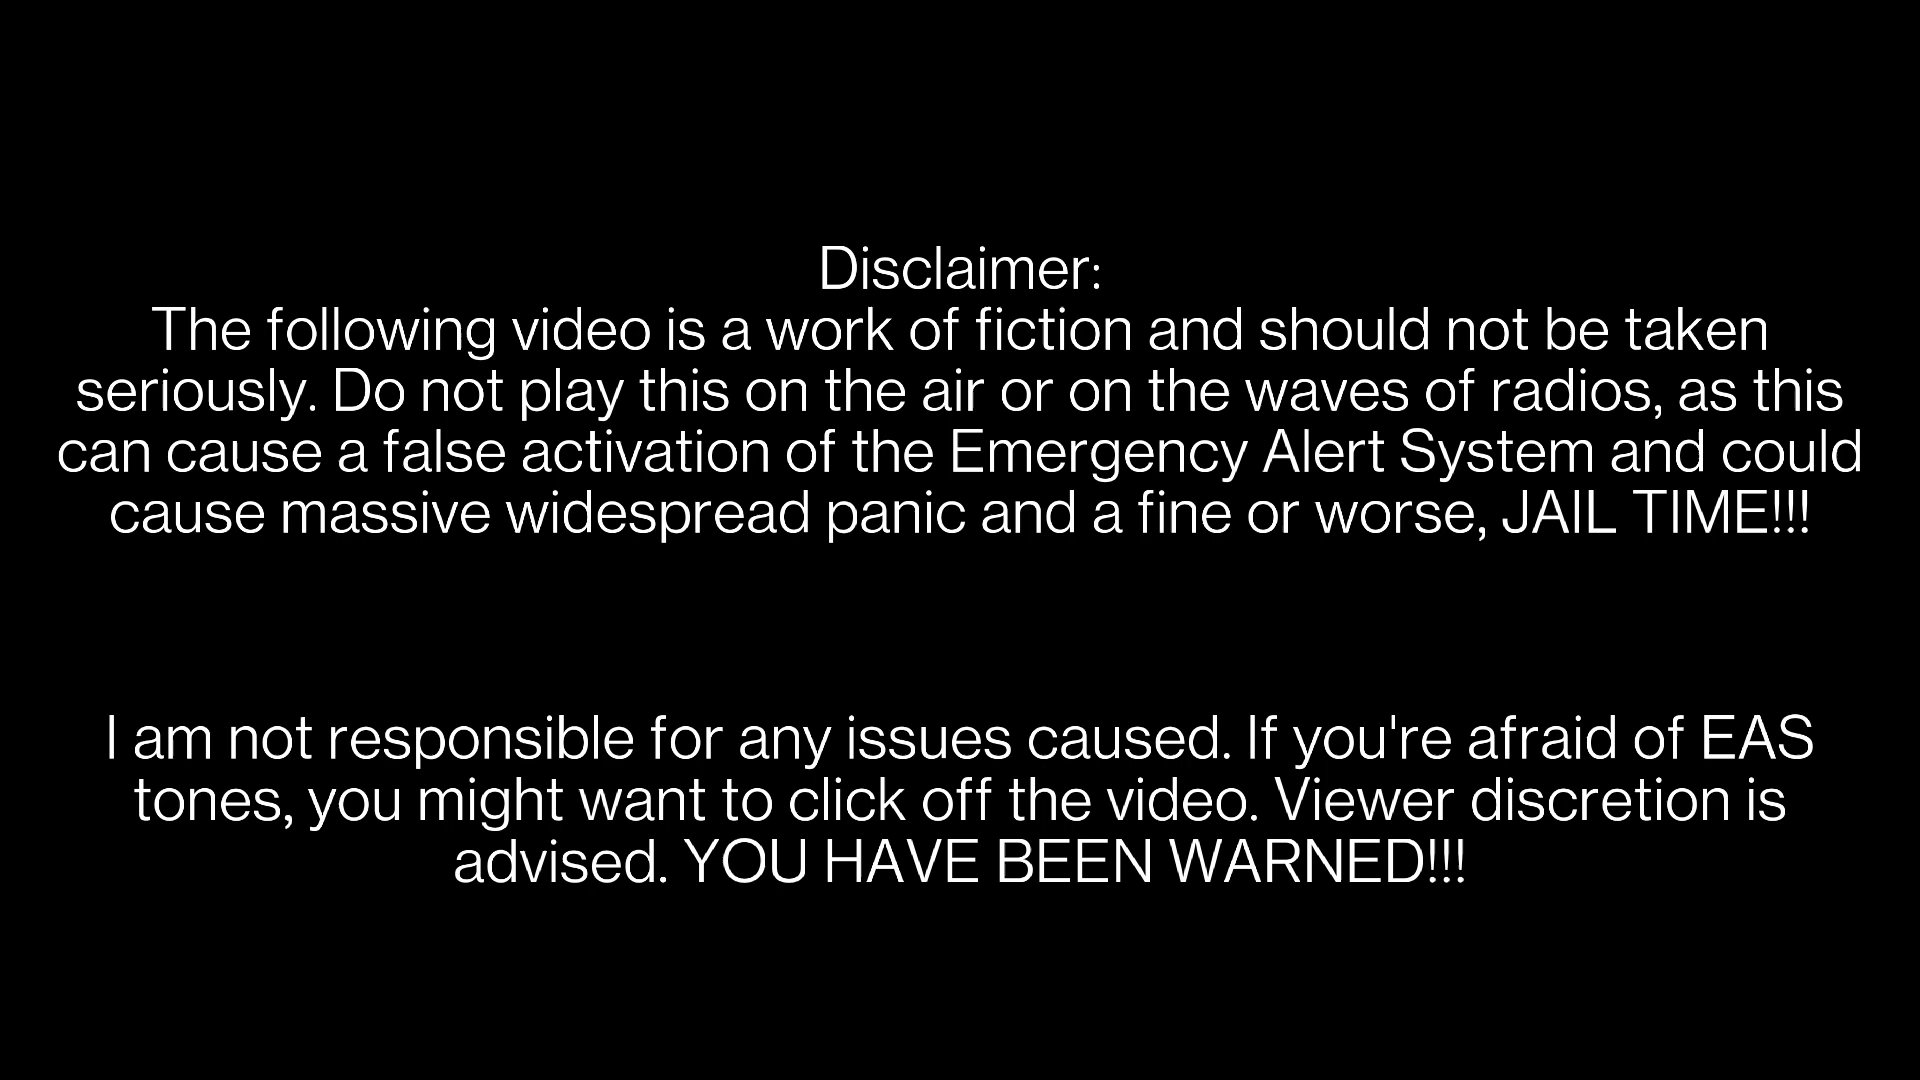 Disclaimer:
The following video is a work of fiction and should not be taken
seriously. Do not play this on the air or on the waves of radios, as this
can cause a false activation of the Emergency Alert System and could
cause massive widespread panic and a fine or worse, JAIL TIME!!!
I am not responsible for any issues caused. If you're afraid of EAS
tones, you might want to click off the video. Viewer discretion is
advised. YOU HAVE BEEN WARNED!!!